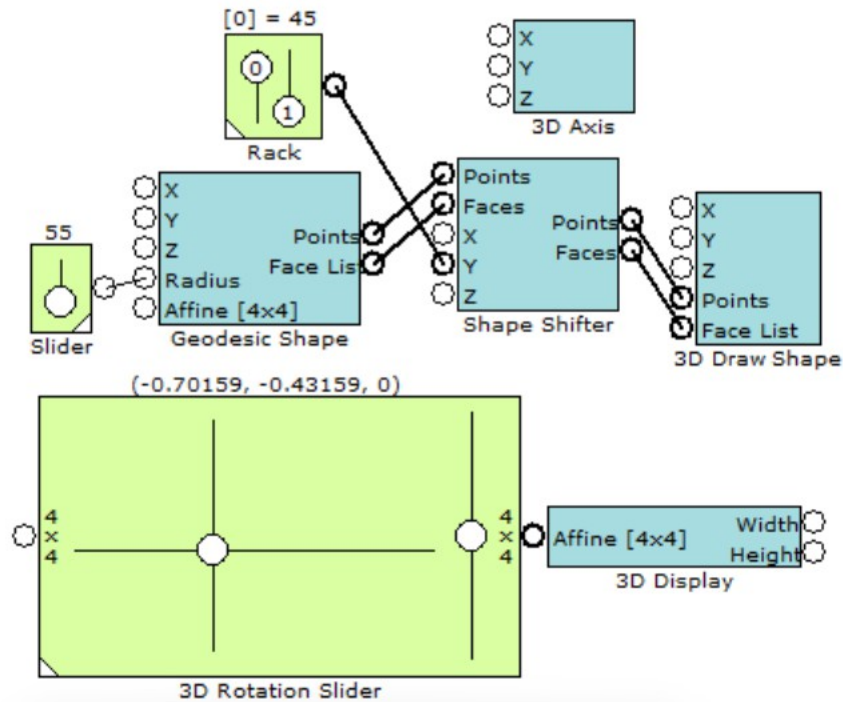 [0] = 45
0
1
Rack
X
Y
Z
3D Axis
55
Slider
X
Y
Z
Radius
Affine [4x4]
Points
Face List
Geodesic Shape
Points
Faces
X
Y
Z
Points
Faces
Shape Shifter
X
Y
Z
Points
Face List
3D Draw Shape
(-0.70159, -0.43159, 0)
4
x
4
4
x
4
3D Rotation Slider
Affine [4x4]
Width
Height
3D Display